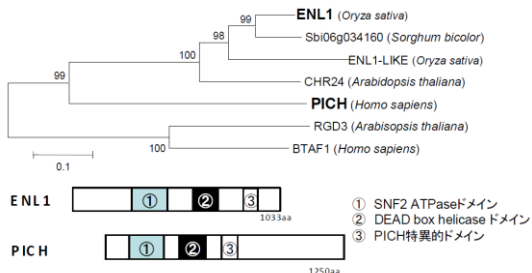 ENL1 (Oryza sativa)
99
Sbi06g034160 (Sorghum bicolor)
98
ENL1-LIKE (Oryza sativa)
100
CHR24 (Arabidopsis thaliana)
99
PICH (Homo sapiens)
RGD3 (Arabisopsis thaliana)
100
BTAF1 (Homo sapiens)
0.1
ENL1 ① ② ③
1033aa
PICH ① ② ③
1250aa
① SNF2 ATPaseドメイン
② DEAD box helicase ドメイン
③ PICH特異的ドメイン